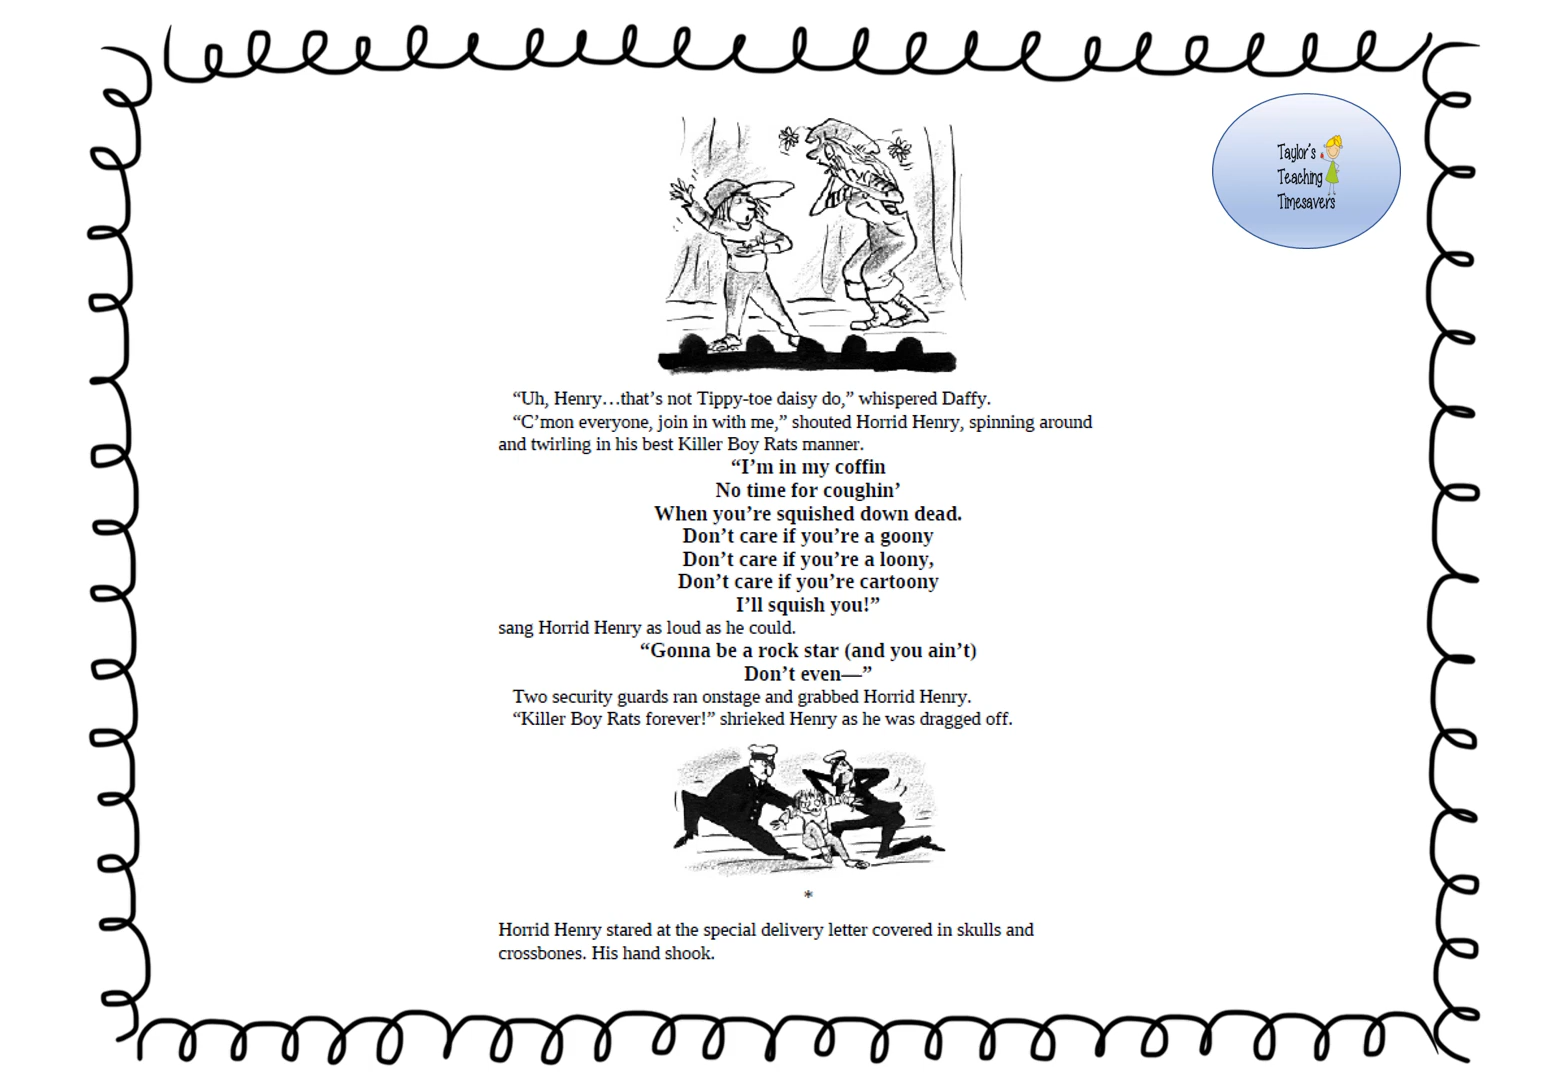 Taylor's
Teaching
Timesavers
“Uh, Henry…that’s not Tippy-toe daisy do,” whispered Daffy.
“C’mon everyone, join in with me,” shouted Horrid Henry, spinning around
and twirling in his best Killer Boy Rats manner.
“I’m in my coffin
No time for coughin’
When you’re squished down dead.
Don’t care if you’re a goony
Don’t care if you’re a loony,
Don’t care if you’re cartoony
I’ll squish you!”
sang Horrid Henry as loud as he could.
“Gonna be a rock star (and you ain’t)
Don’t even—”
Two security guards ran onstage and grabbed Horrid Henry.
“Killer Boy Rats forever!” shrieked Henry as he was dragged off.
*
Horrid Henry stared at the special delivery letter covered in skulls and
crossbones. His hand shook.